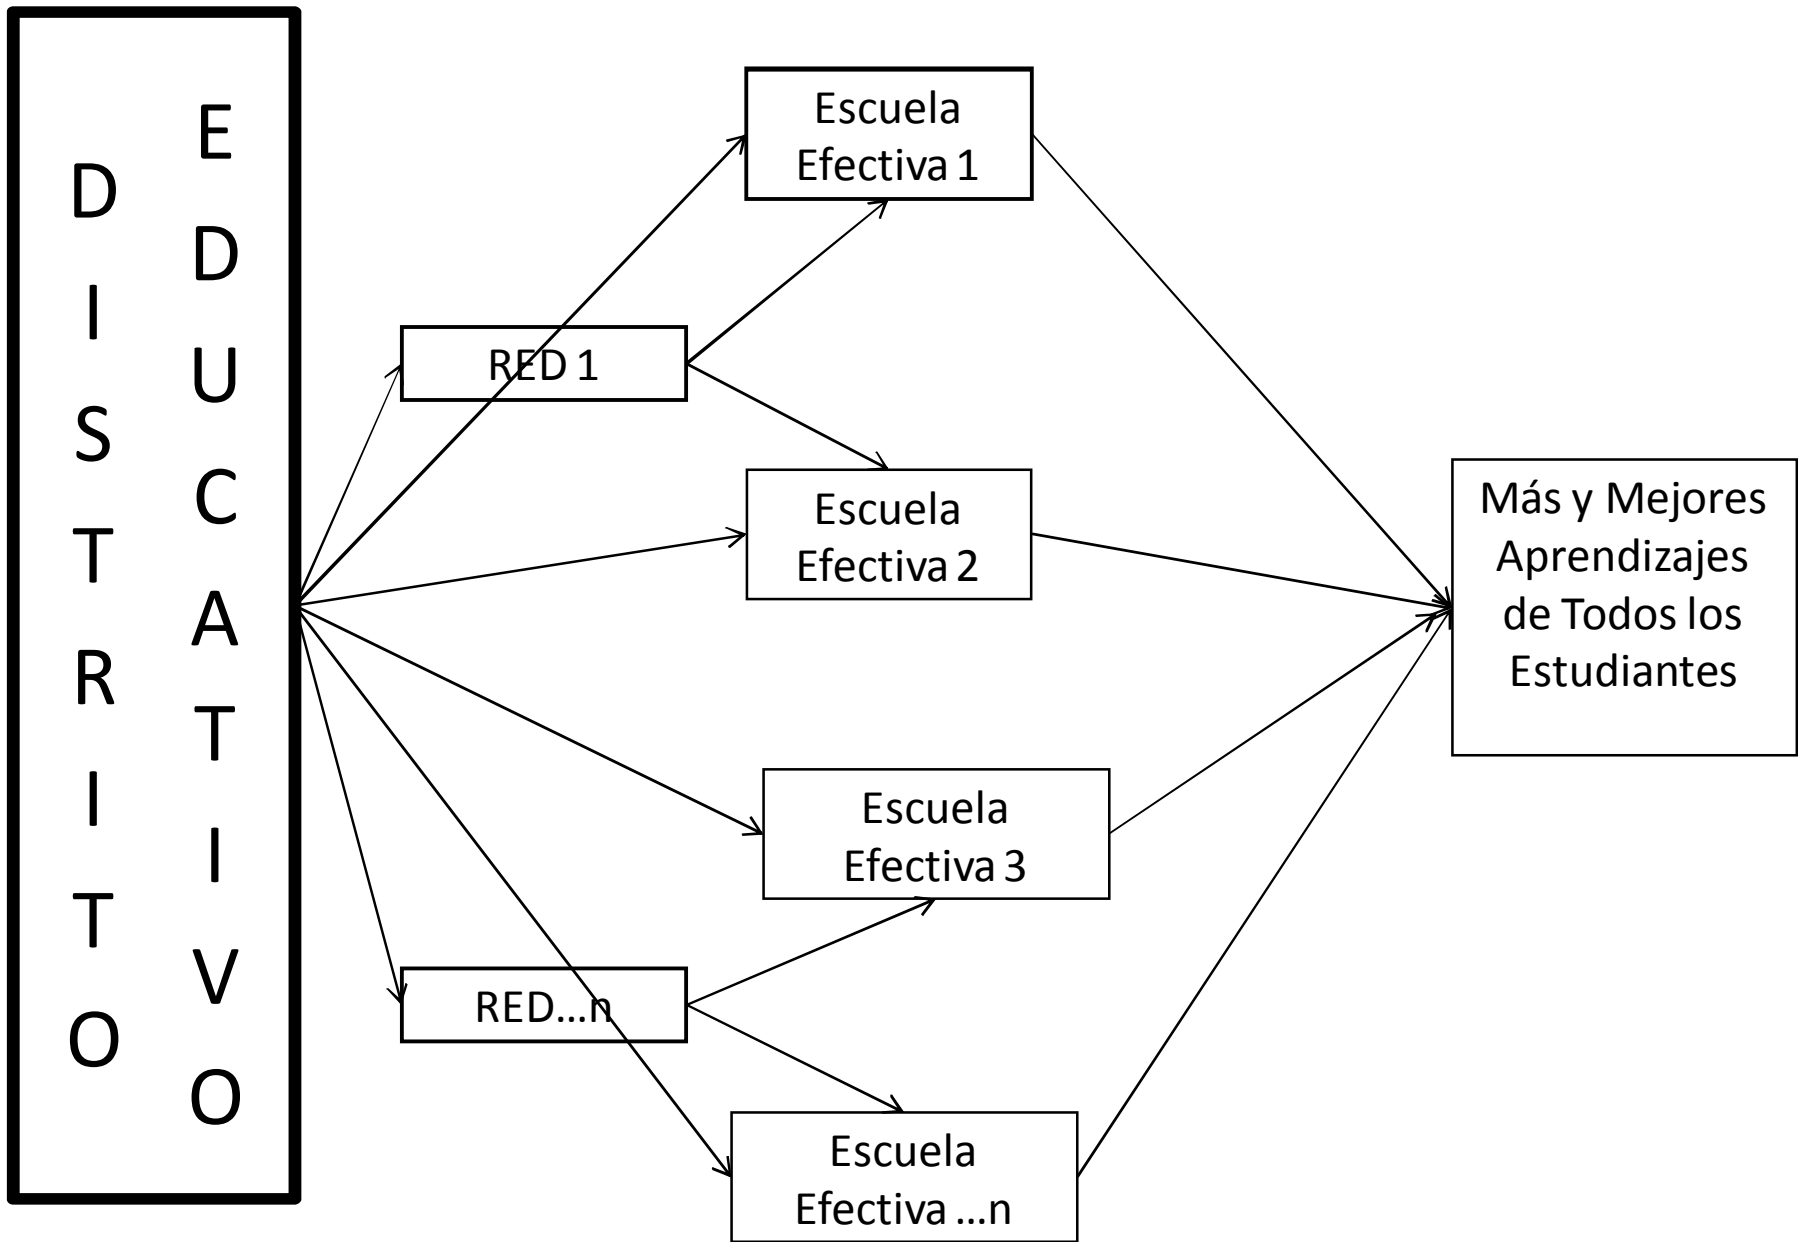 DISTRITO
EDUCATIVO
Escuela
Efectiva 1
RED 1
Escuela
Efectiva 2
Más y Mejores
Aprendizajes
de Todos los
Estudiantes
Escuela
Efectiva 3
RED...n
Escuela
Efectiva ...n